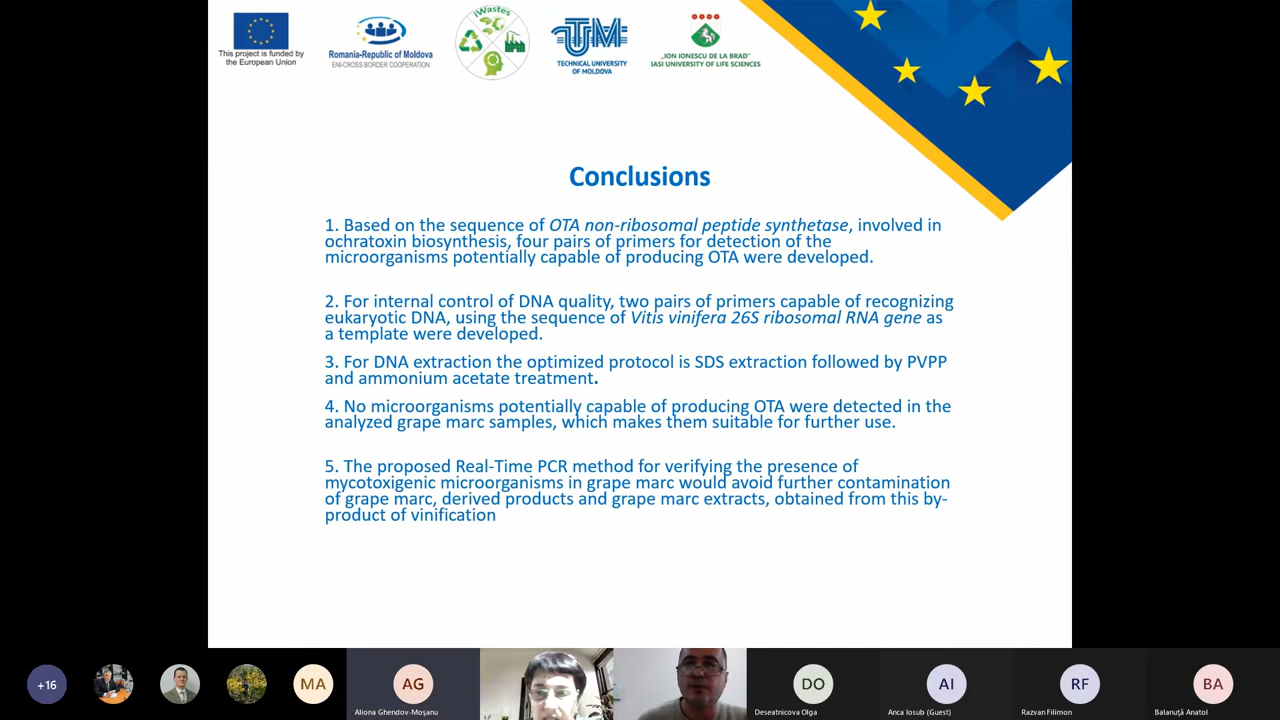 This project is funded by
the European Union
Romania-Republic of Moldova
ENI-CROSS BORDER COOPERATION
iWastes
UTM
TECHNICAL UNIVERSITY
OF MOLDOVA
„ION IONESCU DE LA BRAD”
IASI UNIVERSITY OF LIFE SCIENCES
Conclusions
1. Based on the sequence of OTA non-ribosomal peptide synthetase, involved in
ochratoxin biosynthesis, four pairs of primers for detection of the
microorganisms potentially capable of producing OTA were developed.
2. For internal control of DNA quality, two pairs of primers capable of recognizing
eukaryotic DNA, using the sequence of Vitis vinifera 26S ribosomal RNA gene as
a template were developed.
3. For DNA extraction the optimized protocol is SDS extraction followed by PVPP
and ammonium acetate treatment.
4. No microorganisms potentially capable of producing OTA were detected in the
analyzed grape marc samples, which makes them suitable for further use.
5. The proposed Real-Time PCR method for verifying the presence of
mycotoxigenic microorganisms in grape marc would avoid further contamination
of grape marc, derived products and grape marc extracts, obtained from this by-
product of vinification
+16
MA
AG
DO
AI
RF
BA
Aliona Ghendov-Moşanu
Deseatnicova Olga
Anca Iosub (Guest)
Razvan Filimon
Balanuţă Anatol